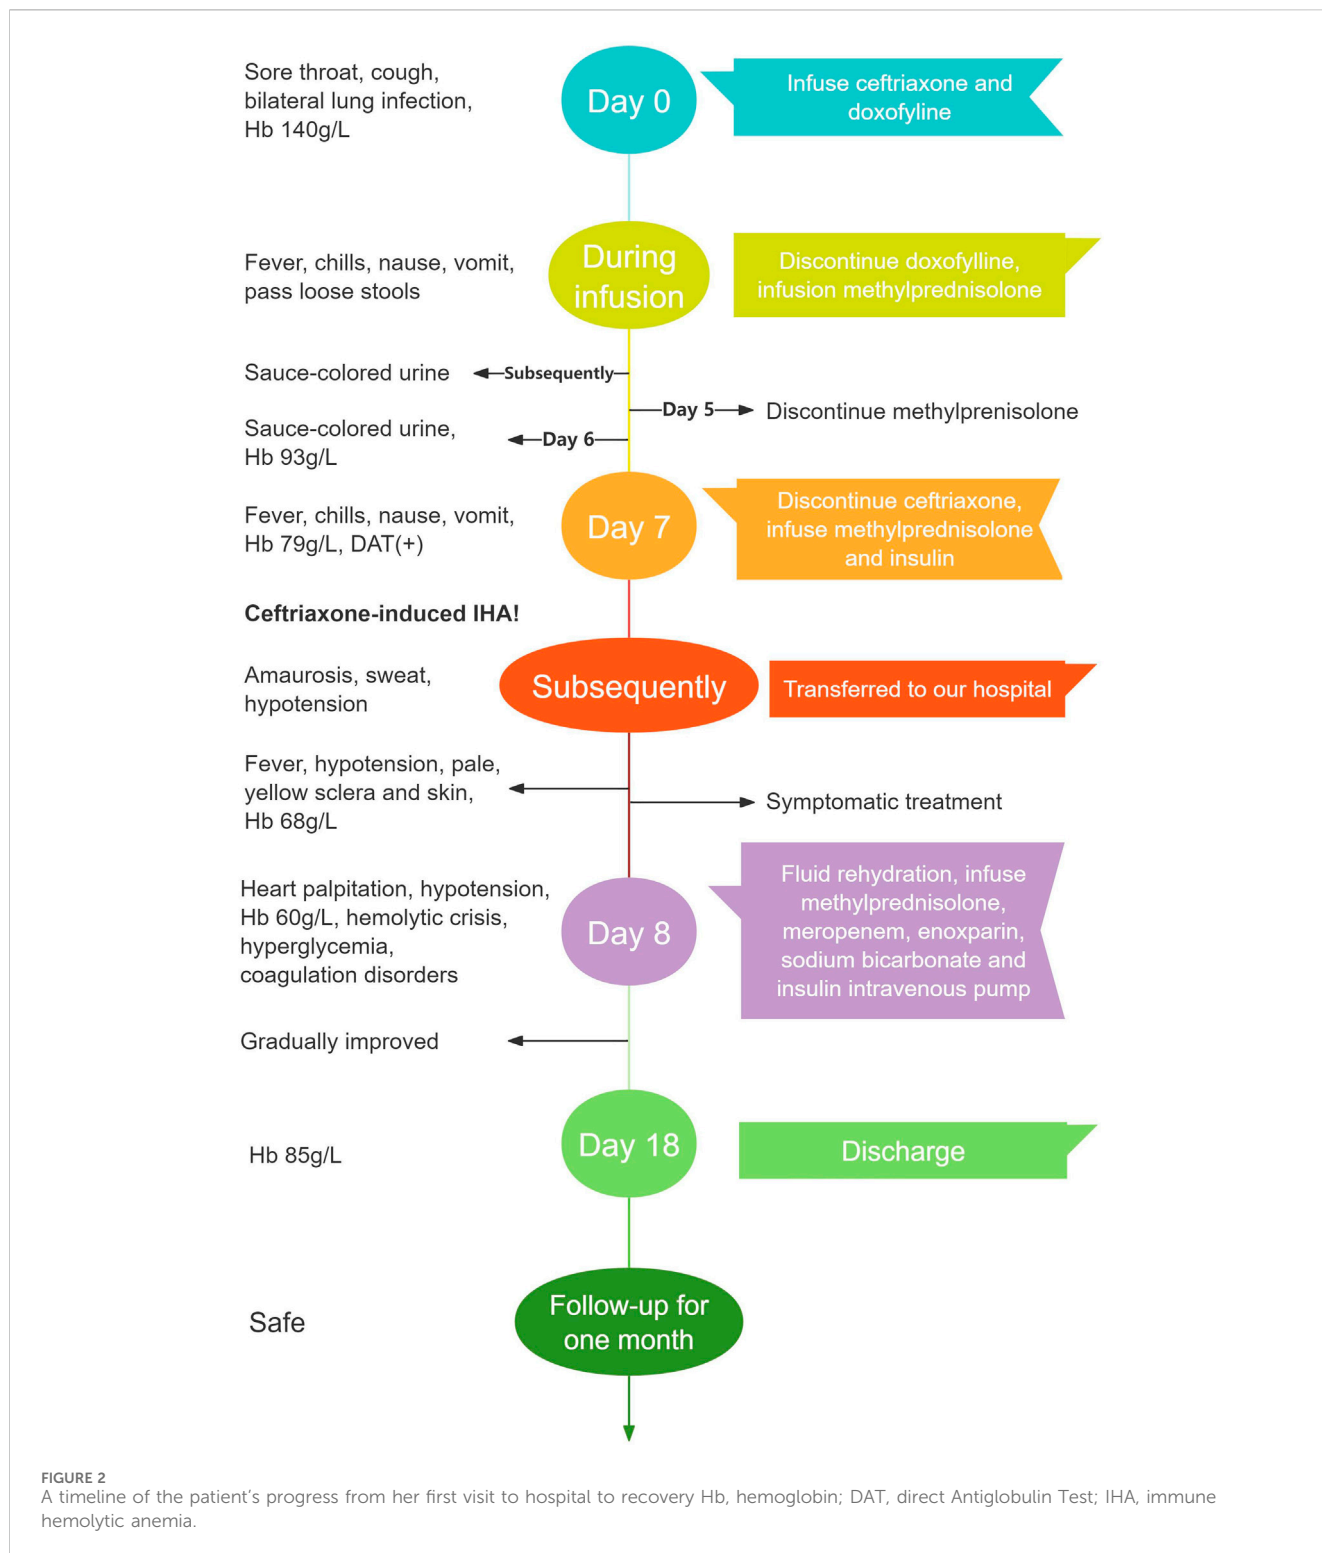 Sore throat, cough,
bilateral lung infection,
Hb 140g/L
Day 0
Infuse ceftriaxone and
doxofyline
Fever, chills, nause, vomit,
pass loose stools
During
infusion
Discontinue doxofylline,
infusion methylprednisolone
Sauce-colored urine
Subsequently
Day 5
Discontinue methylprenisolone
Sauce-colored urine,
Hb 93g/L
Day 6
Fever, chills, nause, vomit,
Hb 79g/L, DAT(+)
Day 7
Discontinue ceftriaxone,
infuse methylprednisolone
and insulin
Ceftriaxone-induced IHA!
Amaurosis, sweat,
hypotension
Subsequently
Transferred to our hospital
Fever, hypotension, pale,
yellow sclera and skin,
Hb 68g/L
Symptomatic treatment
Heart palpitation, hypotension,
Hb 60g/L, hemolytic crisis,
hyperglycemia,
coagulation disorders
Day 8
Fluid rehydration, infuse
methylprednisolone,
meropenem, enoxparin,
sodium bicarbonate and
insulin intravenous pump
Gradually improved
Hb 85g/L
Day 18
Discharge
Safe
Follow-up for
one month
FIGURE 2
A timeline of the patient's progress from her first visit to hospital to recovery Hb, hemoglobin; DAT, direct Antiglobulin Test; IHA, immune
hemolytic anemia.